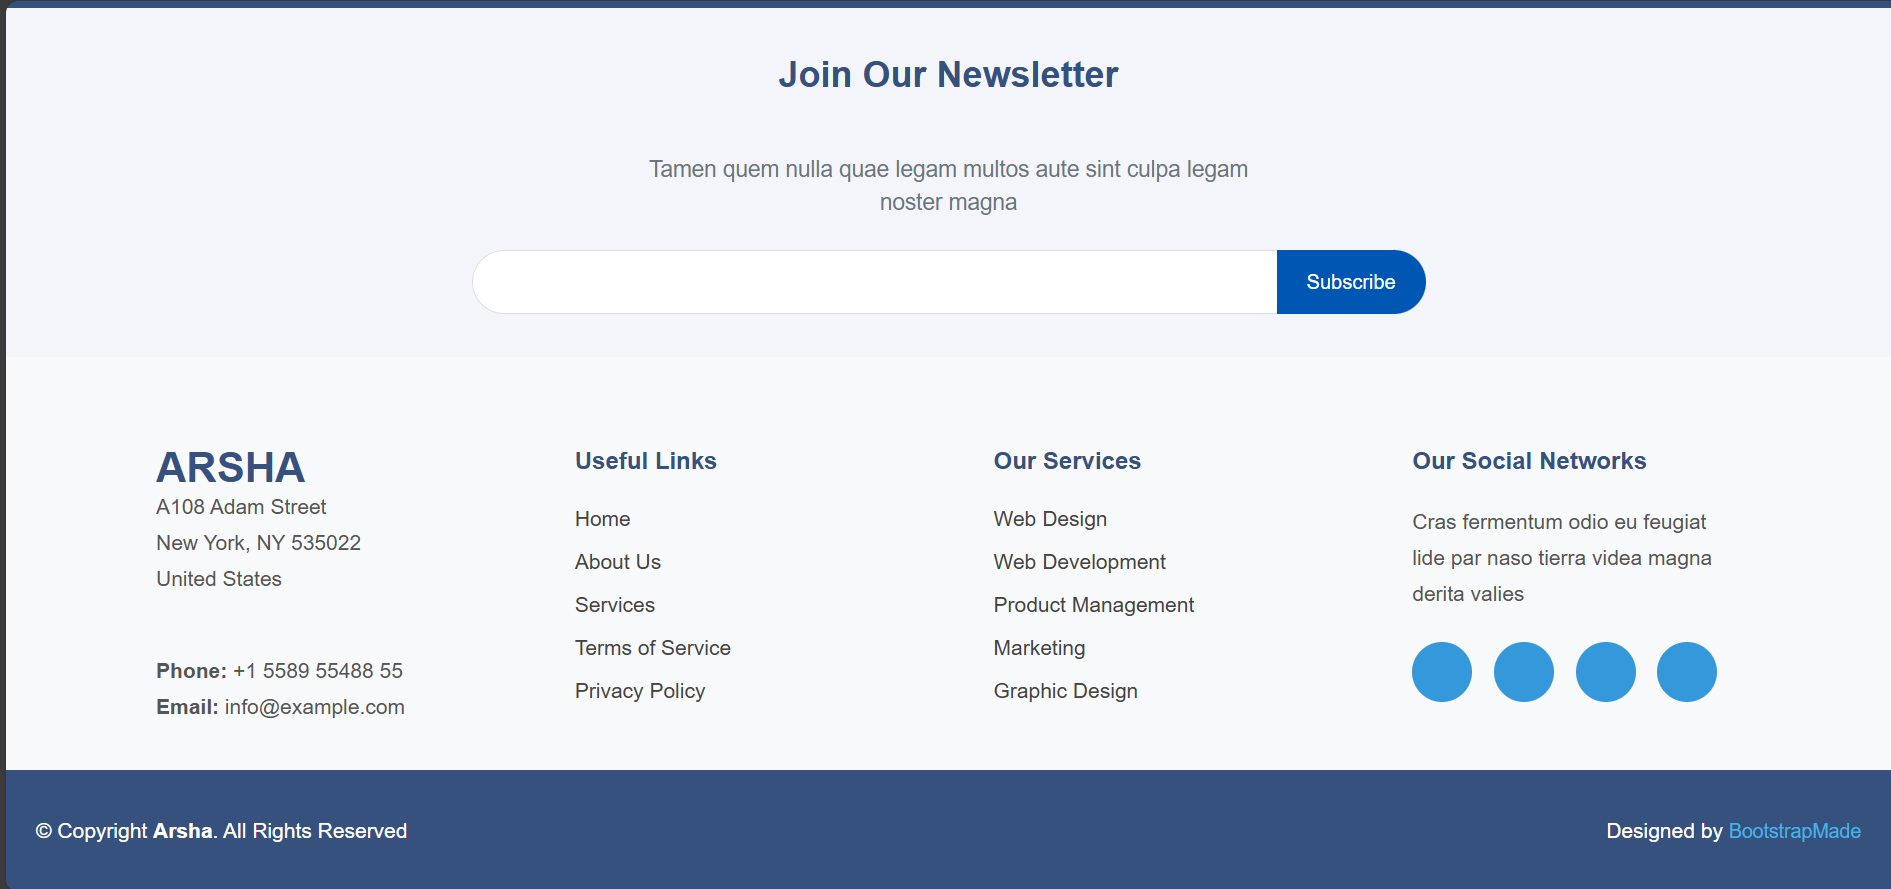 Join Our Newsletter
Tamen quem nulla quae legam multos aute sint culpa legam
noster magna
Subscribe
ARSHA
A108 Adam Street
New York, NY 535022
United States
Phone: +1 5589 55488 55
Email: info@example.com
Useful Links
Home
About Us
Services
Terms of Service
Privacy Policy
Our Services
Web Design
Web Development
Product Management
Marketing
Graphic Design
Our Social Networks
Cras fermentum odio eu feugiat
lide par naso tierra videa magna
derita valies
© Copyright Arsha. All Rights Reserved
Designed by BootstrapMade